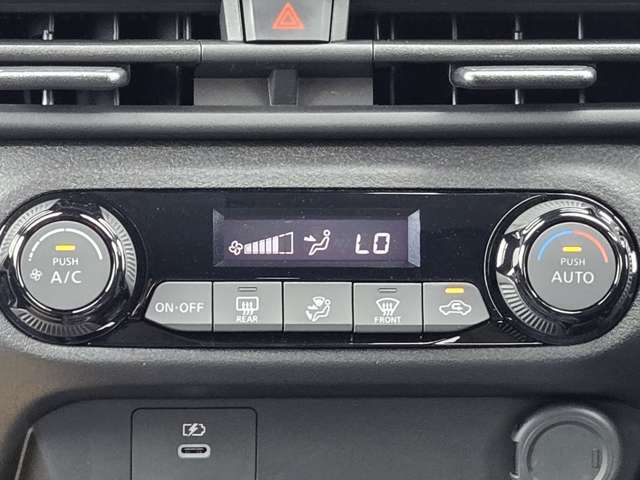 LO
PUSH
A/C
PUSH
AUTO
ON·OFF
REAR
FRONT